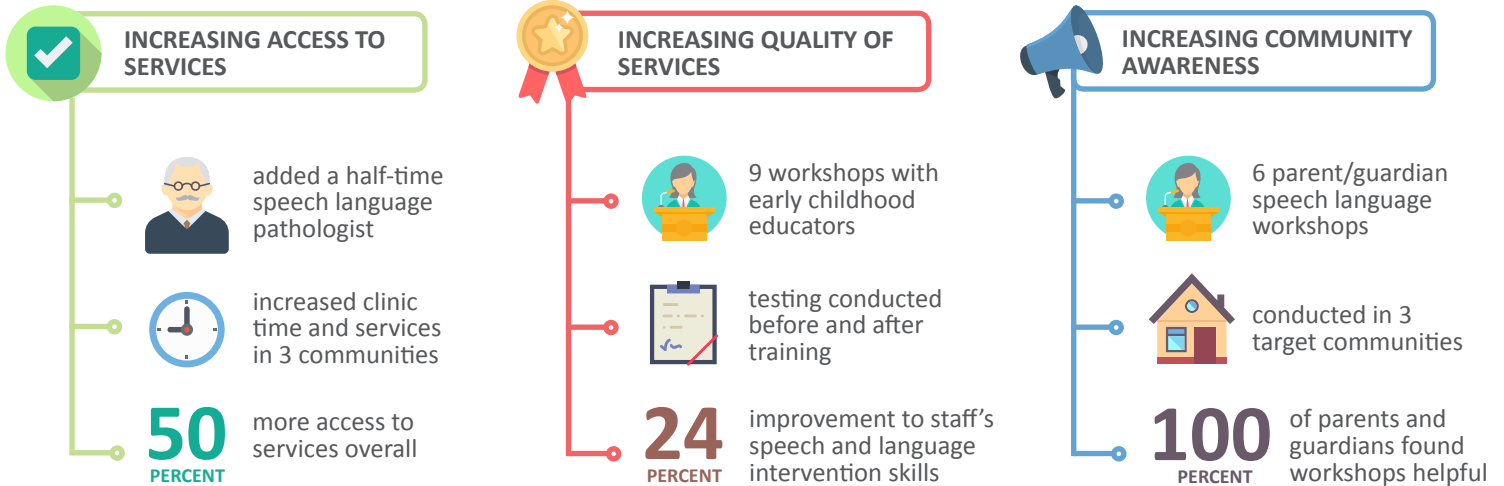 INCREASING ACCESS TO
SERVICES
added a half-time
speech language
pathologist
increased clinic
time and services
in 3 communities
50
PERCENT
more access to
services overall
INCREASING QUALITY OF
SERVICES
9 workshops with
early childhood
educators
testing conducted
before and after
training
24
PERCENT
improvement to staff's
speech and language
intervention skills
INCREASING COMMUNITY
AWARENESS
6 parent/guardian
speech language
workshops
conducted in 3
target communities
100
PERCENT
of parents and
guardians found
workshops helpful